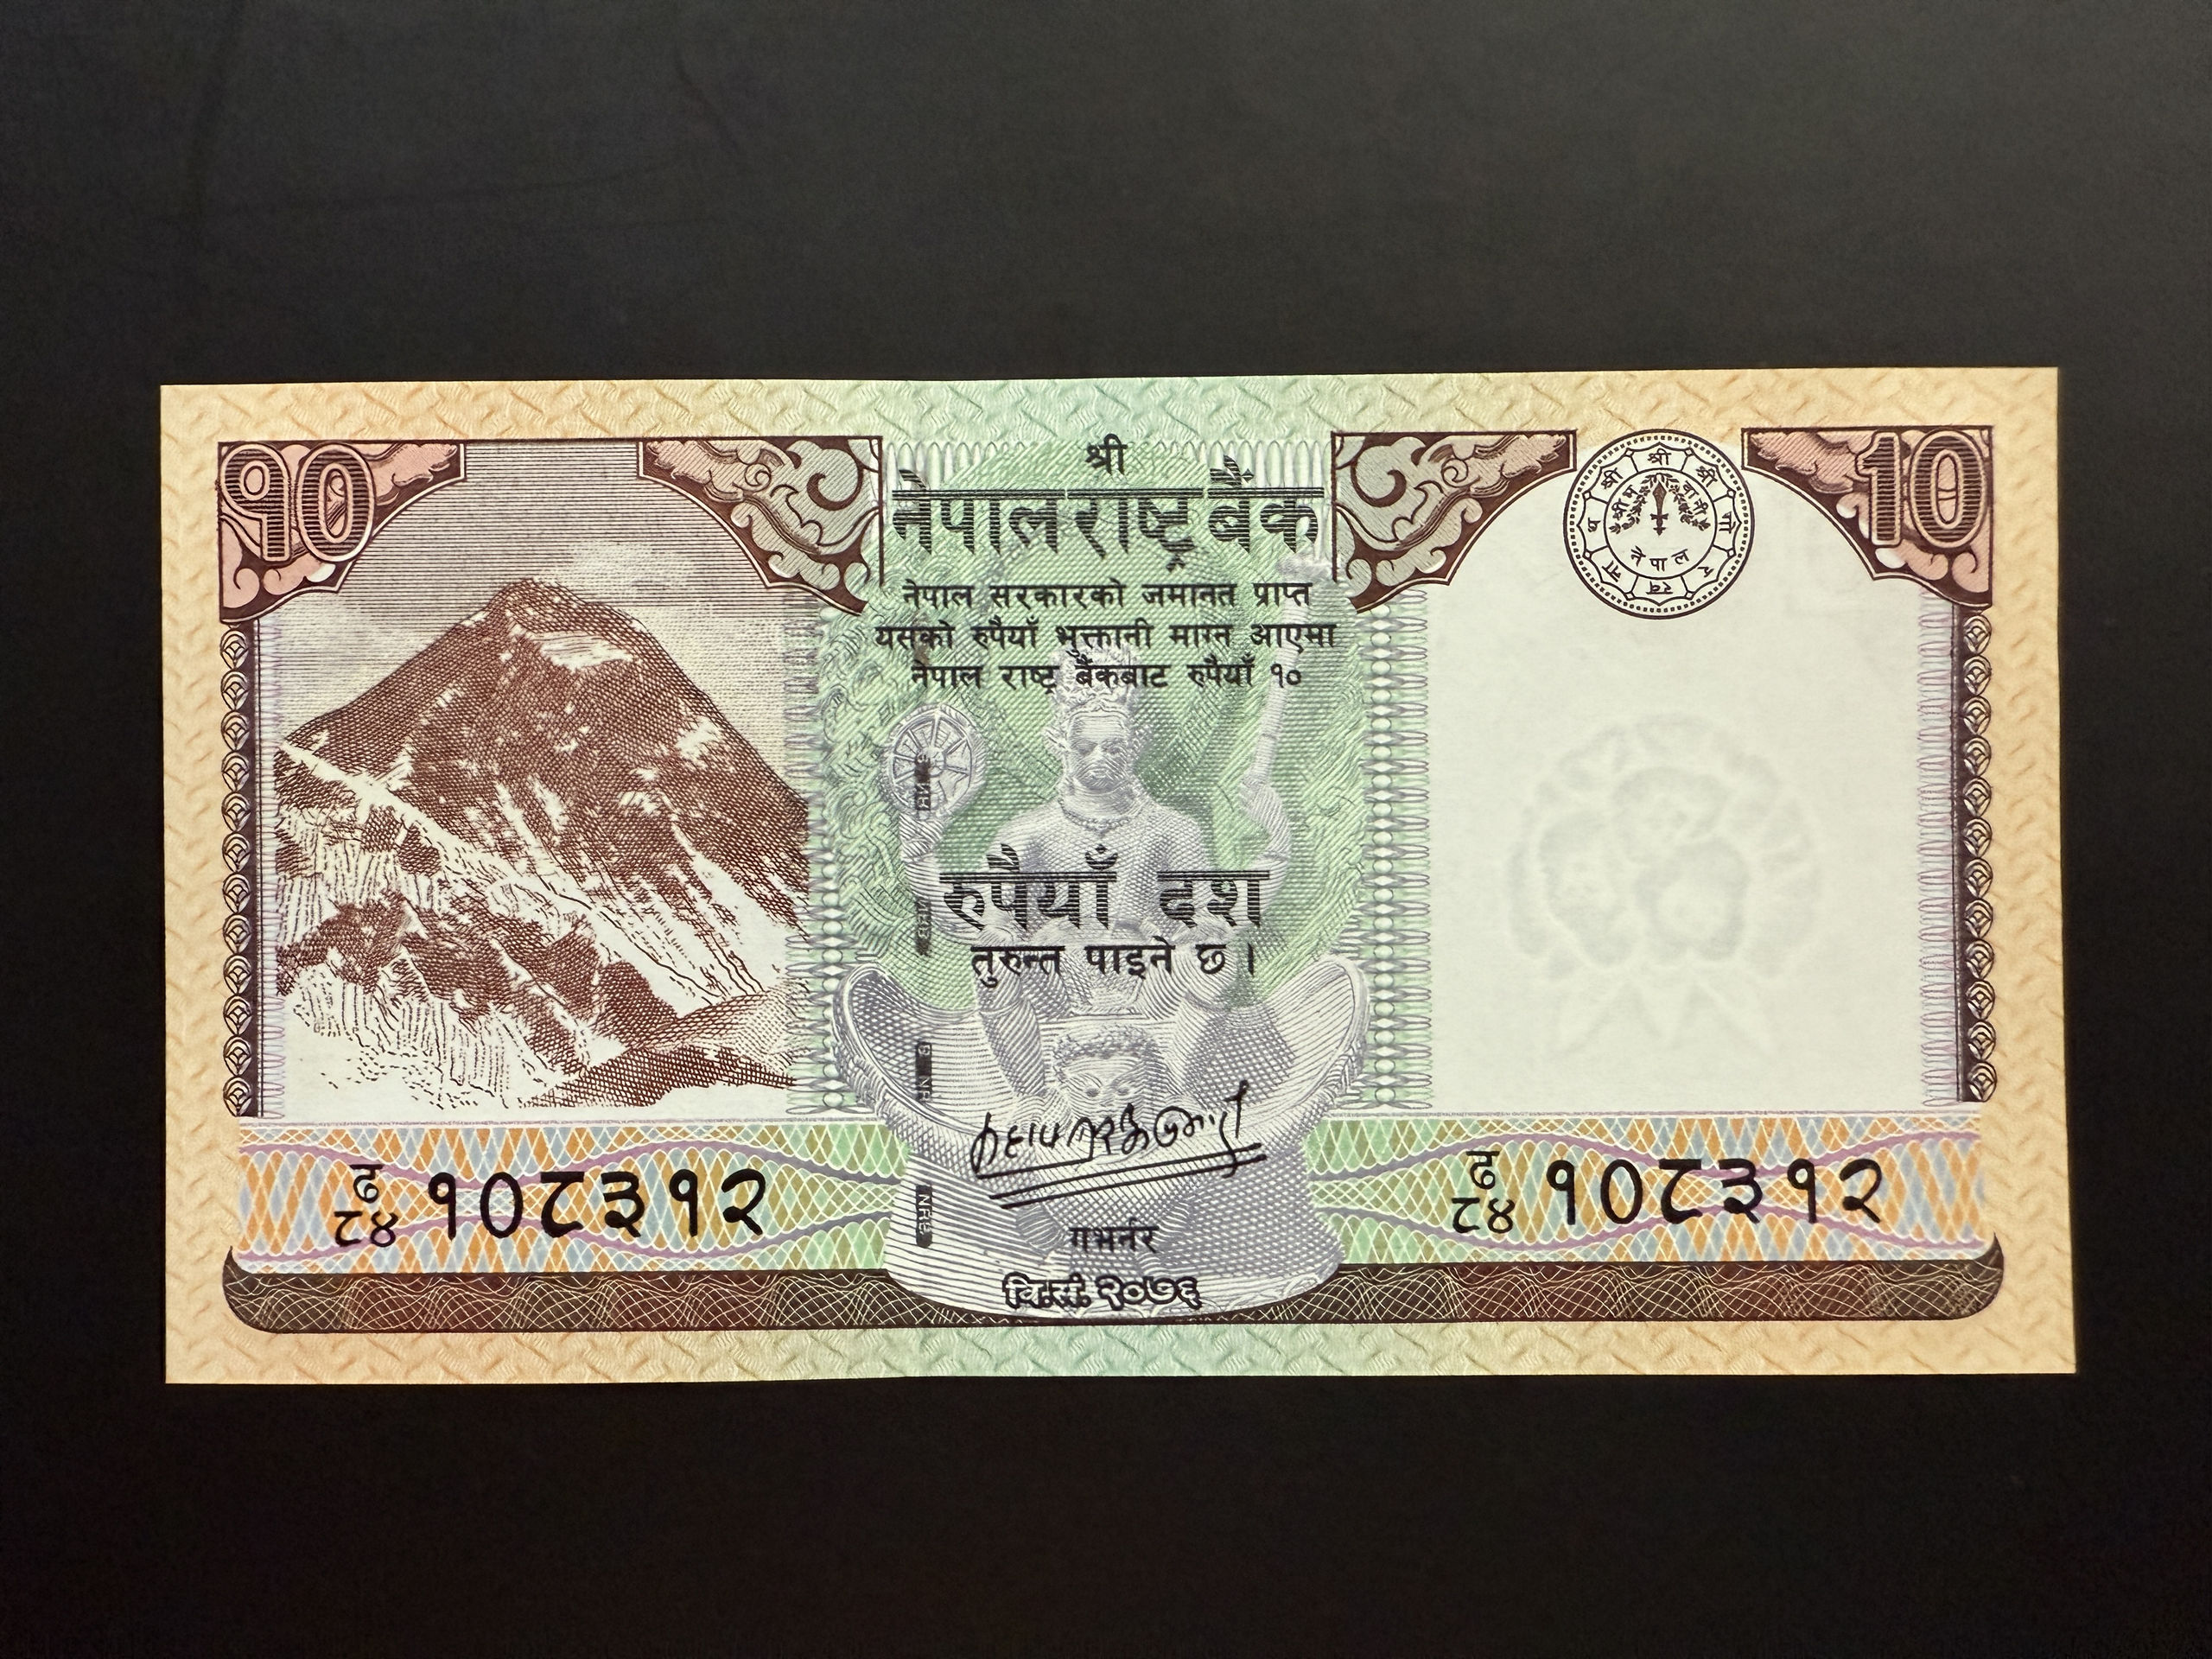 १०
श्री
10
नेपाल राष्ट्र बैंक
नेपाल सरकारको जमानत प्राप्त
यसको रुपैयाँ भुक्तानी माग्न आएमा
नेपाल राष्ट्र बैंकबाट रुपैयाँ १०
रुपैयाँ दश
तुरुन्त पाइने छ ।
गभर्नर
वि.सं. २०७६
८४ १०८३१२
८४ १०८३१२
श्री श्री श्री
नेपाल